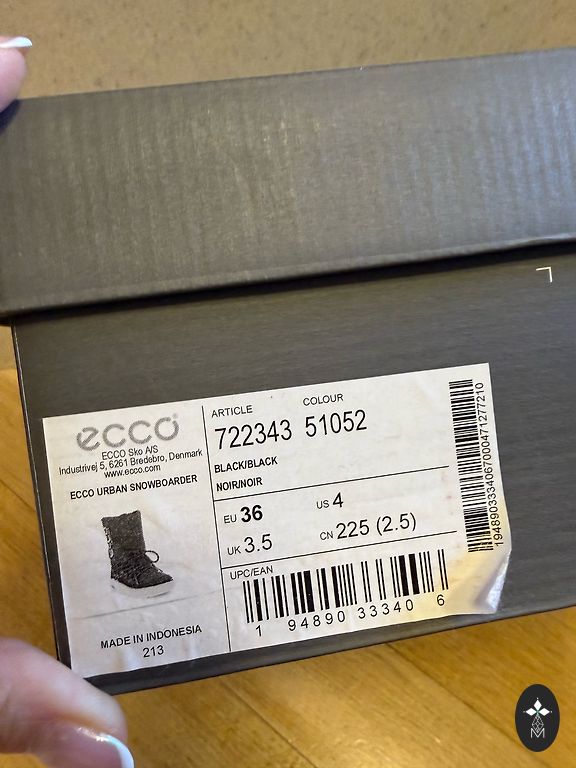 ecco
ECCO Sko A/S
Industrivej 5, 6261 Bredebro, Denmark
www.ecco.com
ECCO URBAN SNOWBOARDER
MADE IN INDONESIA
213
ARTICLE COLOUR
722343 51052
BLACK/BLACK
NOIR/NOIR
EU 36 US 4
UK 3.5 CN 225 (2.5)
UPC/EAN
1 94890 33340 6
1948903334067000471277210
M